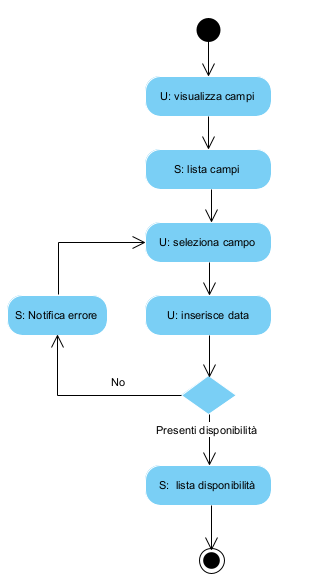 U: visualizza campi
S: lista campi
U: seleziona campo
S: Notifica errore
U: inserisce data
No
Presenti disponibilità
S: lista disponibilità